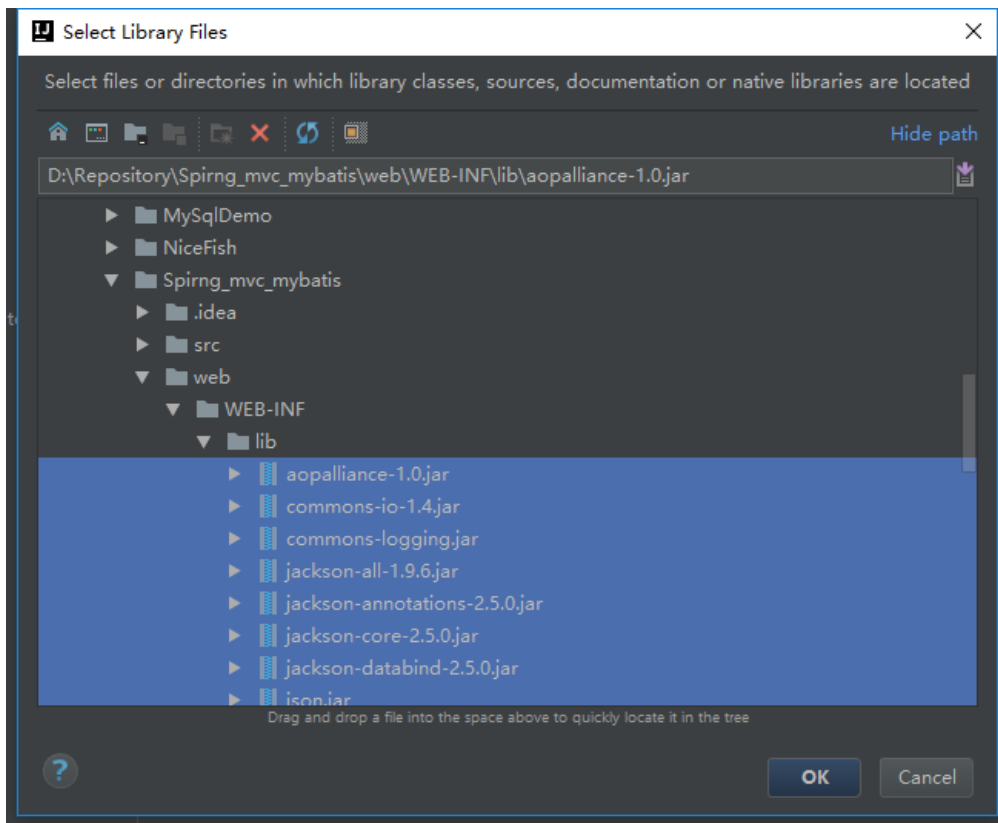 Select Library Files
Select files or directories in which library classes, sources, documentation or native libraries are located
Hide path
D:\Repository\Spirng_mvc_mybatis\web\WEB-INF\lib\aopalliance-1.0.jar
MySqlDemo
NiceFish
Spirng_mvc_mybatis
.idea
src
web
WEB-INF
lib
aopalliance-1.0.jar
commons-io-1.4.jar
commons-logging.jar
jackson-all-1.9.6.jar
jackson-annotations-2.5.0.jar
jackson-core-2.5.0.jar
jackson-databind-2.5.0.jar
json.jar
Drag and drop a file into the space above to quickly locate it in the tree
?
OK Cancel